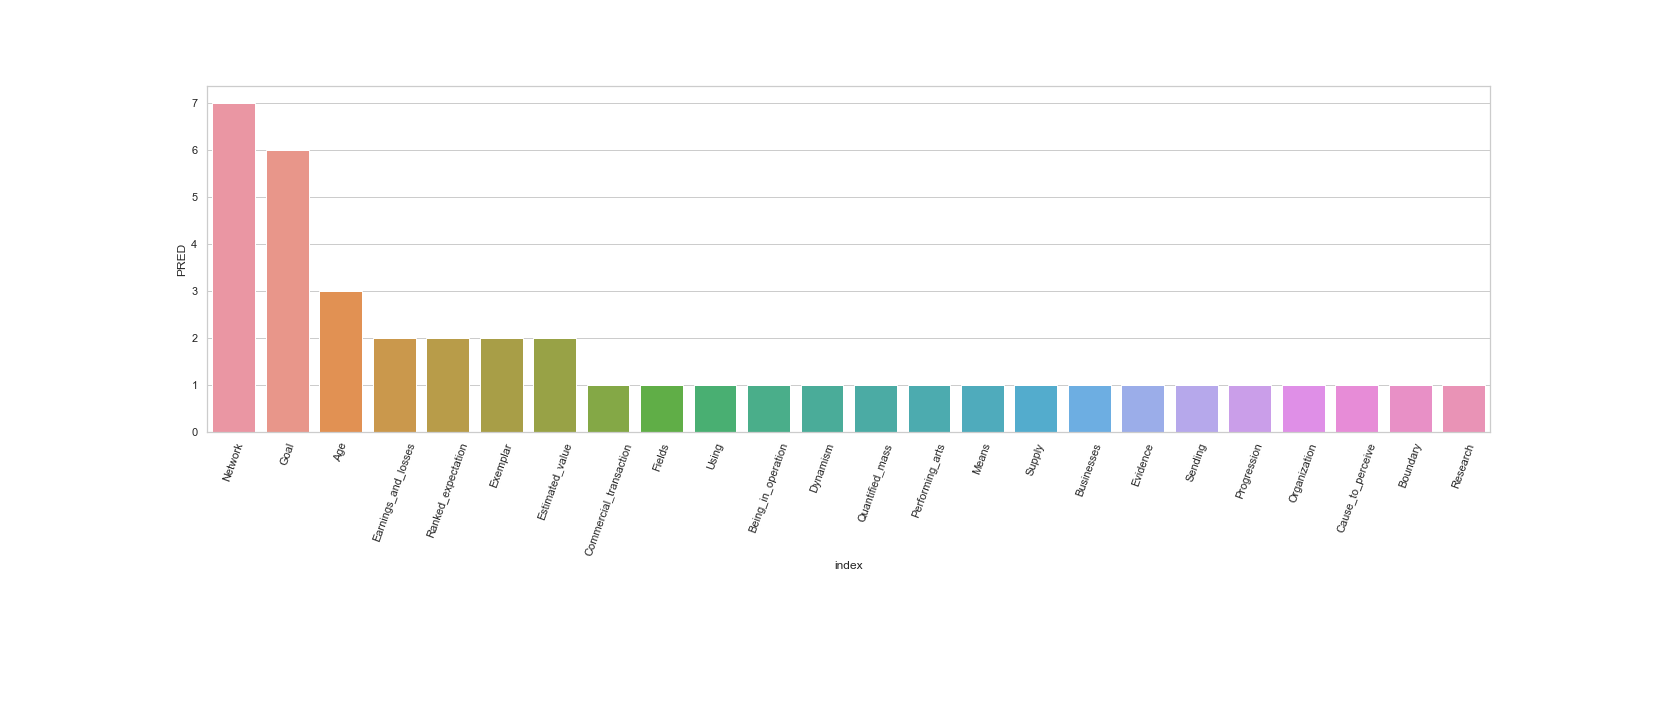 7
6
5
4
3
2
1
0
PRED
Network
Goal
Age
Earnings_and_losses
Ranked_expectation
Exemplar
Estimated_value
Commercial_transaction
Fields
Using
Being_in_operation
Dynamism
Quantified_mass
Performing_arts
Means
Supply
Businesses
Evidence
Sending
Progression
Organization
Cause_to_perceive
Boundary
Research
index